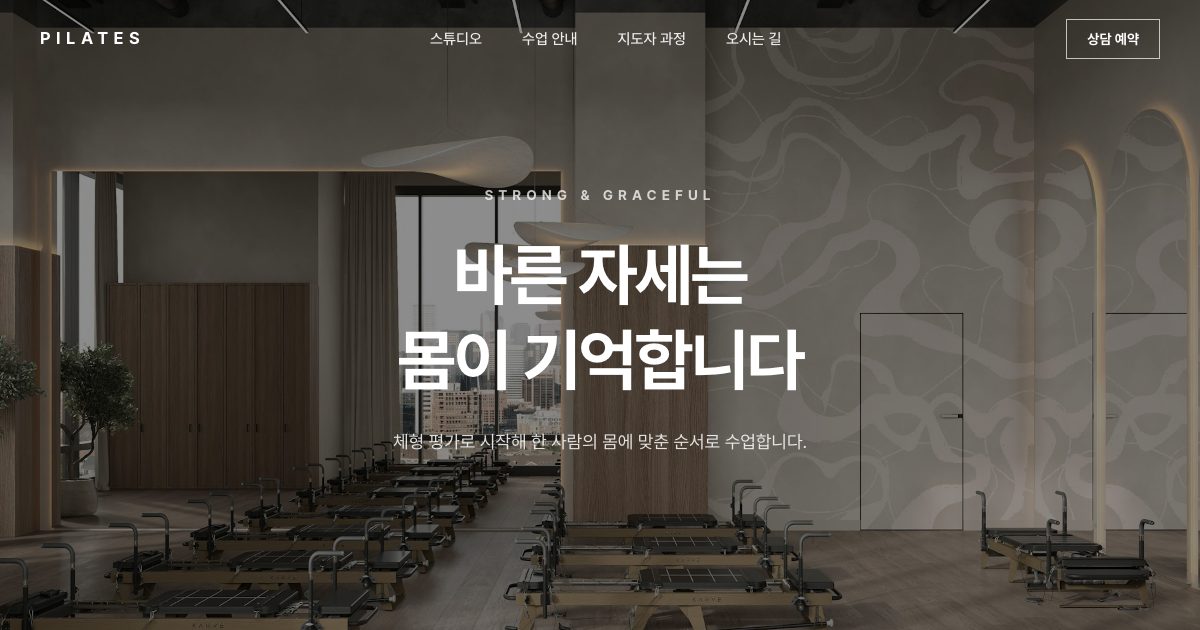 PILATES
스튜디오
수업 안내
지도자 과정
오시는 길
상담 예약
STRONG & GRACEFUL
바른 자세는
몸이 기억합니다
체형 평가로 시작해 한 사람의 몸에 맞춘 순서로 수업합니다.